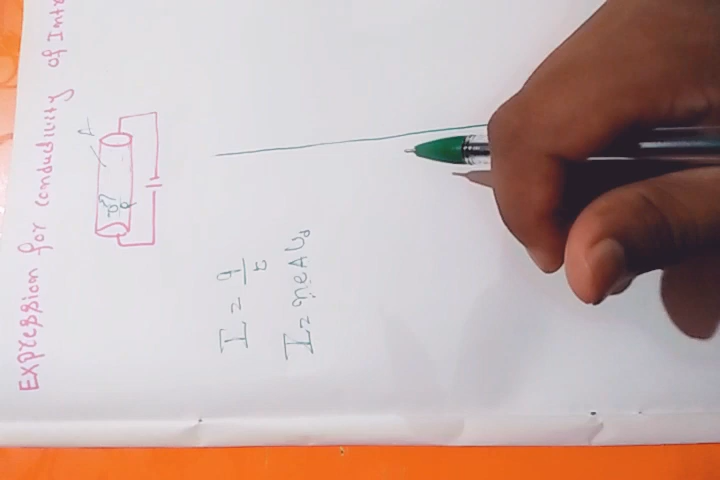 Expression for conductivity of Intr
A
I = q/t
I = neAVd